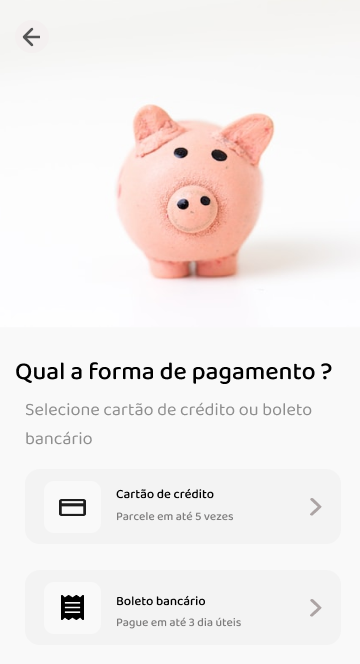 Qual a forma de pagamento ?
Selecione cartão de crédito ou boleto
bancário
Cartão de crédito
Parcele em até 5 vezes
Boleto bancário
Pague em até 3 dia úteis